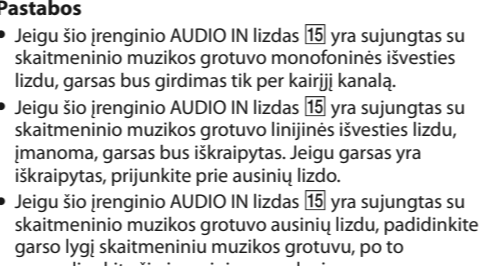 Pastabos
• Jeigu šio įrenginio AUDIO IN lizdas 15 yra sujungtas su
skaitmeninio muzikos grotuvo monofoninės išvesties
lizdu, garsas bus girdimas tik per kairįjį kanalą.
• Jeigu šio įrenginio AUDIO IN lizdas 15 yra sujungtas su
skaitmeninio muzikos grotuvo linijinės išvesties lizdu,
įmanoma, garsas bus iškraipytas. Jeigu garsas yra
iškraipytas, prijunkite prie ausinių lizdo.
• Jeigu šio įrenginio AUDIO IN lizdas 15 yra sujungtas su
skaitmeninio muzikos grotuvo ausinių lizdu, padidinkite
garso lygį skaitmeniniu muzikos grotuvu, po to